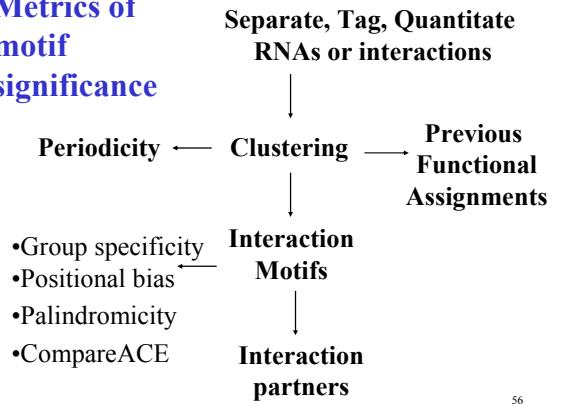 Metrics of
motif
significance
Separate, Tag, Quantitate
RNAs or interactions
Periodicity
Clustering
Previous
Functional
Assignments
•Group specificity
•Positional bias
•Palindromicity
•CompareACE
Interaction
Motifs
Interaction
partners
56